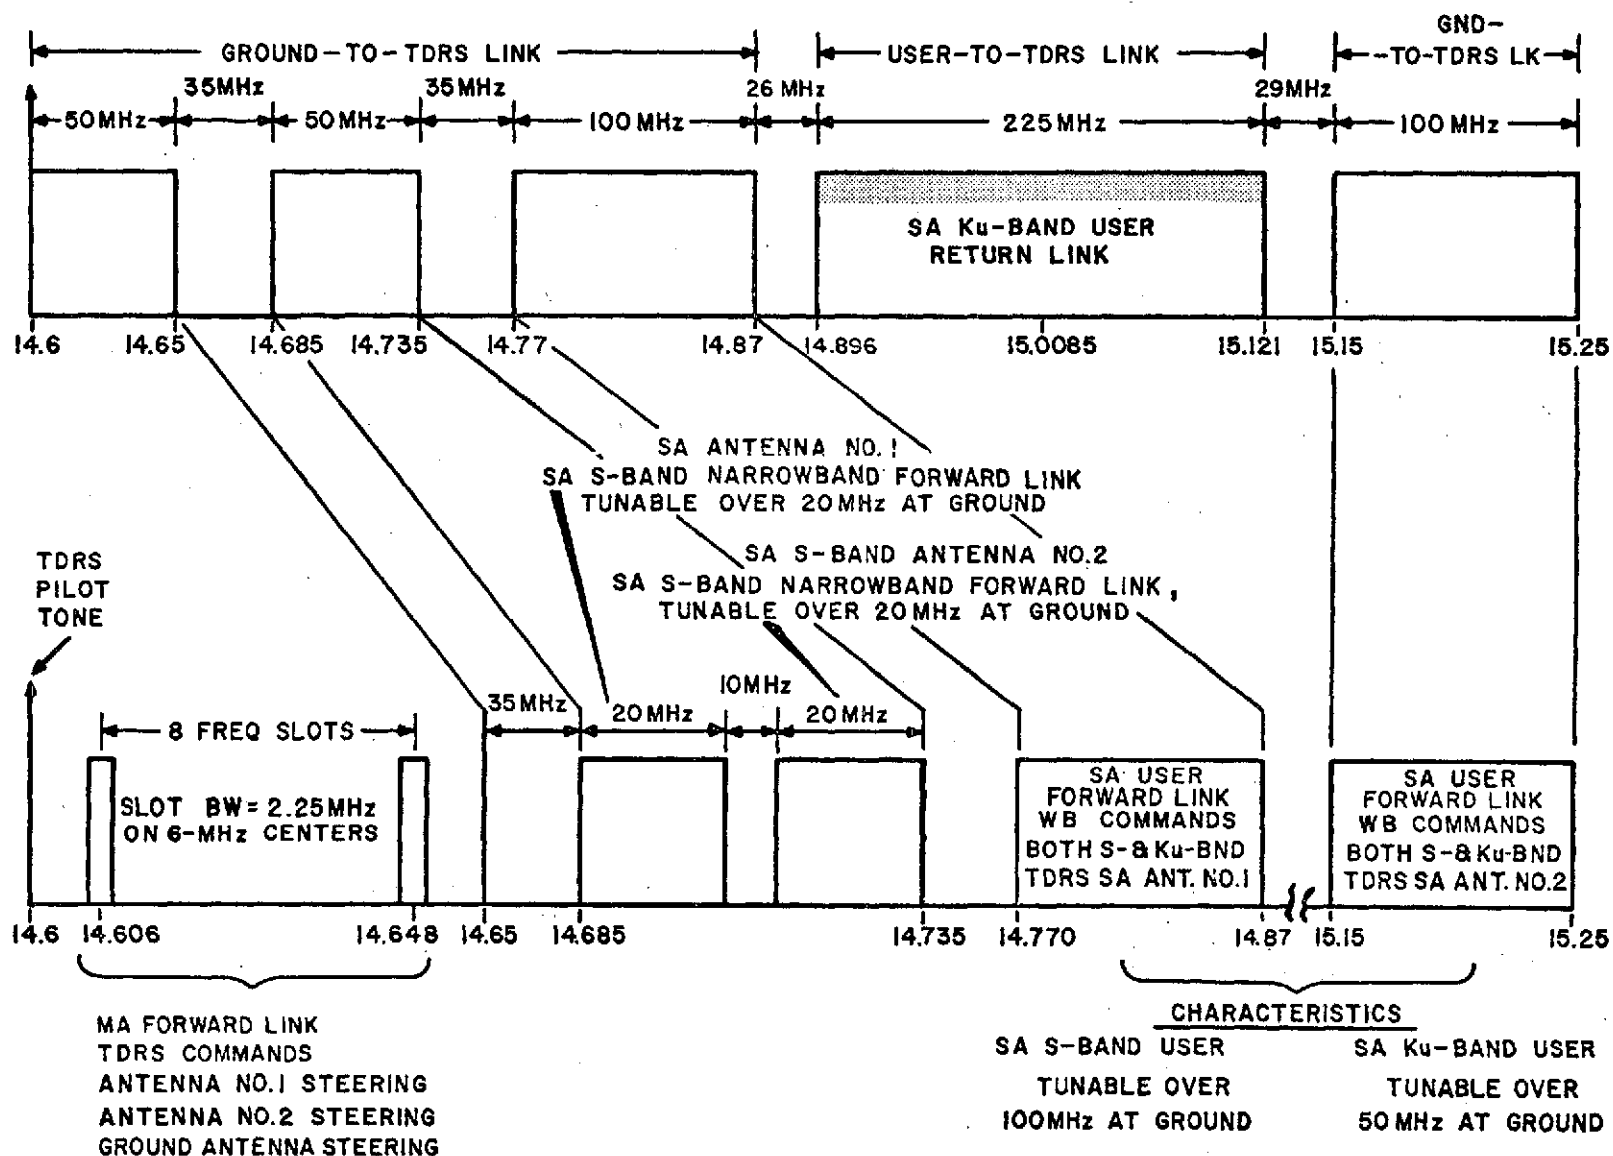 GROUND-TO-TDRS LINK
USER-TO-TDRS LINK
GND-
-TO-TDRS LK
35MHz
35MHz
26 MHz
29MHz
50MHz
50MHz
100MHz
225MHz
100MHz
SA Ku-BAND USER
RETURN LINK
14.6
14.65
14.685
14.735
14.77
14.87
14.896
15.0085
15.121
15.15
15.25
SA ANTENNA NO.1
SA S-BAND NARROWBAND FORWARD LINK
TUNABLE OVER 20MHz AT GROUND
SA S-BAND ANTENNA NO.2
SA S-BAND NARROWBAND FORWARD LINK,
TUNABLE OVER 20MHz AT GROUND
TDRS
PILOT
TONE
8 FREQ SLOTS
35MHz
20MHz
10MHz
20MHz
SLOT BW=2.25MHz
ON 6-MHz CENTERS
SA USER
FORWARD LINK
WB COMMANDS
BOTH S-&Ku-BND
TDRS SA ANT. NO.1
SA USER
FORWARD LINK
WB COMMANDS
BOTH S-&Ku-BND
TDRS SA ANT. NO.2
14.6
14.606
14.648
14.65
14.685
14.735
14.770
14.87
15.15
15.25
MA FORWARD LINK
TDRS COMMANDS
ANTENNA NO.1 STEERING
ANTENNA NO.2 STEERING
GROUND ANTENNA STEERING
CHARACTERISTICS
SA S-BAND USER
TUNABLE OVER
100MHz AT GROUND
SA Ku-BAND USER
TUNABLE OVER
50MHz AT GROUND